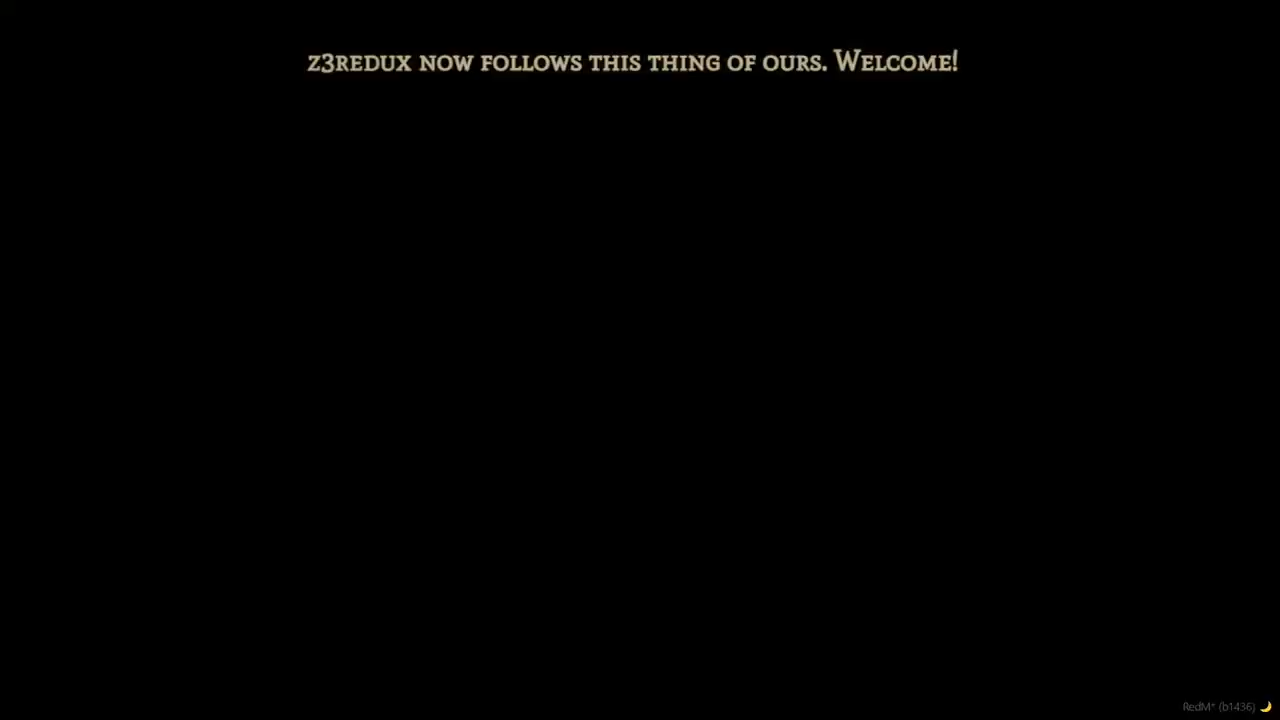 z3redux now follows this thing of ours. Welcome!
RedM* (b1436) 🌙